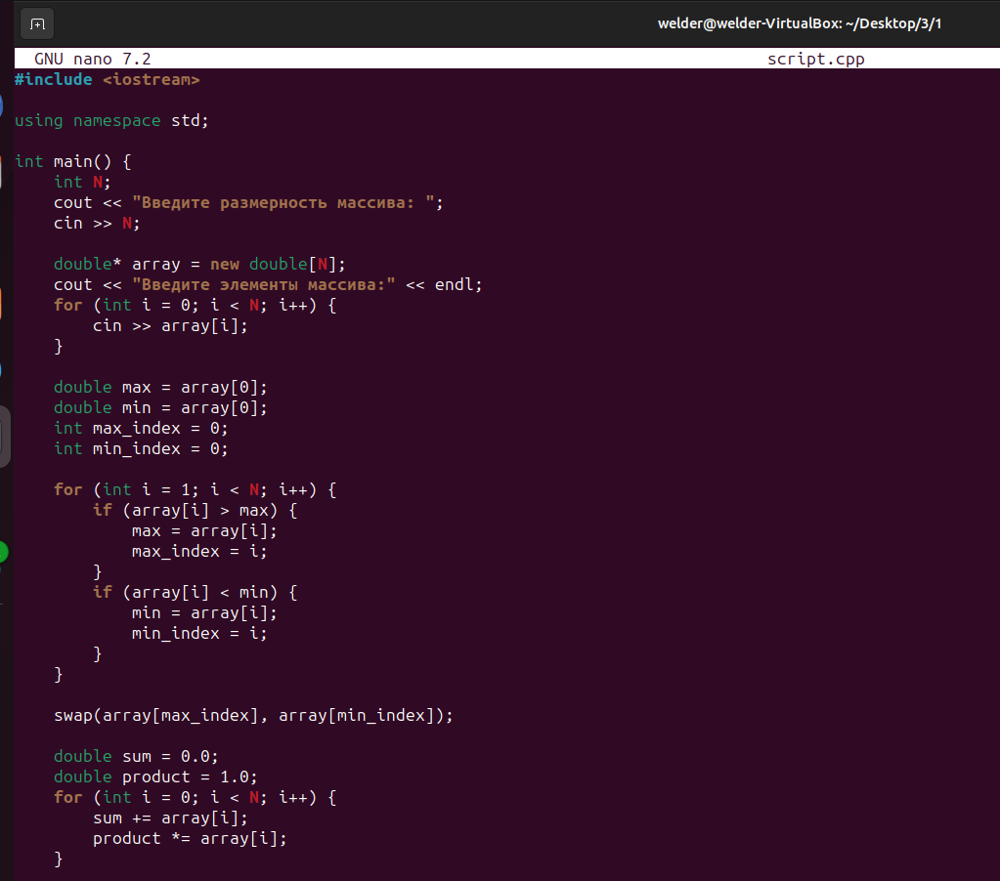 welder@welder-VirtualBox: ~/Desktop/3/1
GNU nano 7.2 script.cpp
#include <iostream>

using namespace std;

int main() {
    int N;
    cout << "Введите размерность массива: ";
    cin >> N;

    double* array = new double[N];
    cout << "Введите элементы массива:" << endl;
    for (int i = 0; i < N; i++) {
        cin >> array[i];
    }

    double max = array[0];
    double min = array[0];
    int max_index = 0;
    int min_index = 0;

    for (int i = 1; i < N; i++) {
        if (array[i] > max) {
            max = array[i];
            max_index = i;
        }
        if (array[i] < min) {
            min = array[i];
            min_index = i;
        }
    }

    swap(array[max_index], array[min_index]);

    double sum = 0.0;
    double product = 1.0;
    for (int i = 0; i < N; i++) {
        sum += array[i];
        product *= array[i];
    }